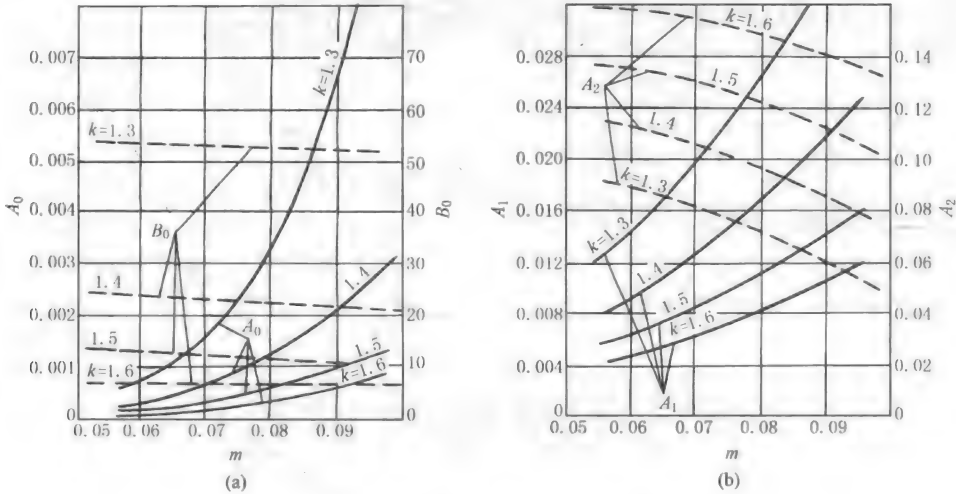 0.007
0.006
0.005
0.004
0.003
0.002
0.001
0
A₀
70
60
50
40
30
20
10
0
B₀
k=1.3
k=1.3
B₀
1.4
1.4
A₀
1.5
1.5
k=1.6
k=1.6
0.05
0.06
0.07
0.08
0.09
m
(a)
0.028
0.024
0.020
0.016
0.012
0.008
0.004
0
A₁
0.14
0.12
0.10
0.08
0.06
0.04
0.02
0
A₂
k=1.6
1.5
A₂
1.4
k=1.3
k=1.3
1.4
1.5
k=1.6
A₁
0.05
0.06
0.07
0.08
0.09
m
(b)